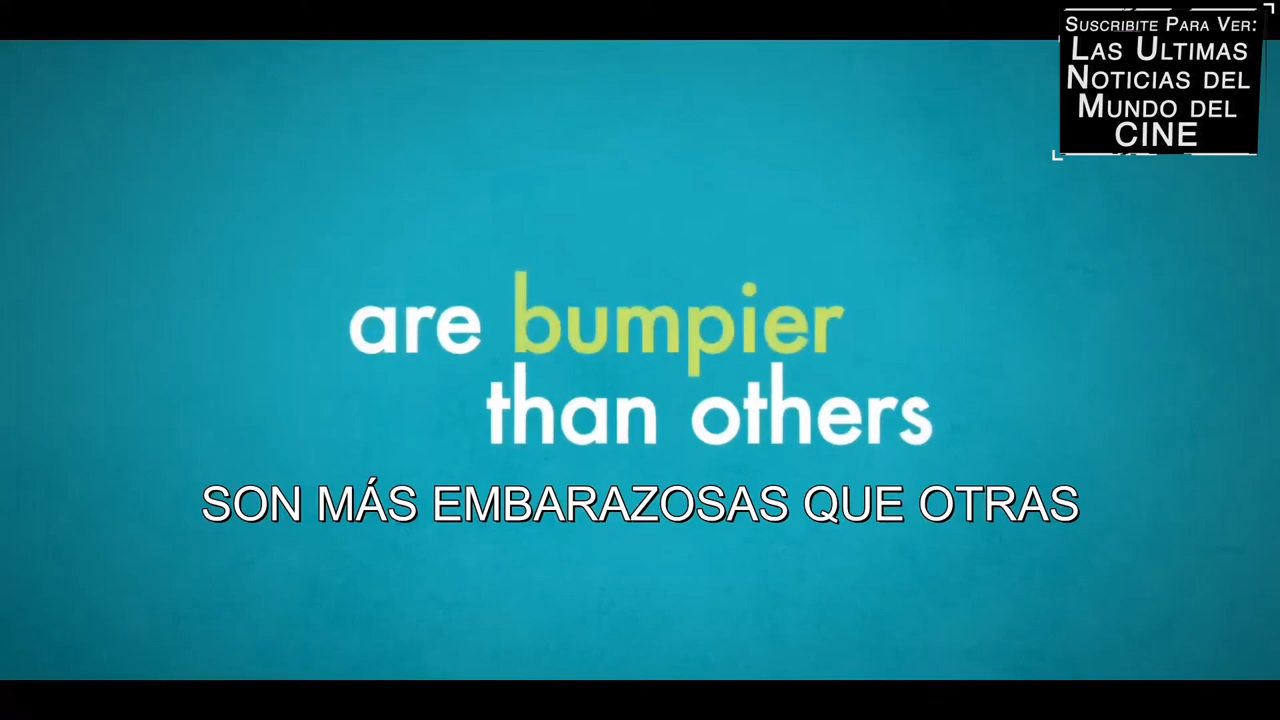 Suscribite Para Ver:
Las Ultimas
Noticias del
Mundo del
CINE
are bumpier
than others
SON MÁS EMBARAZOSAS QUE OTRAS